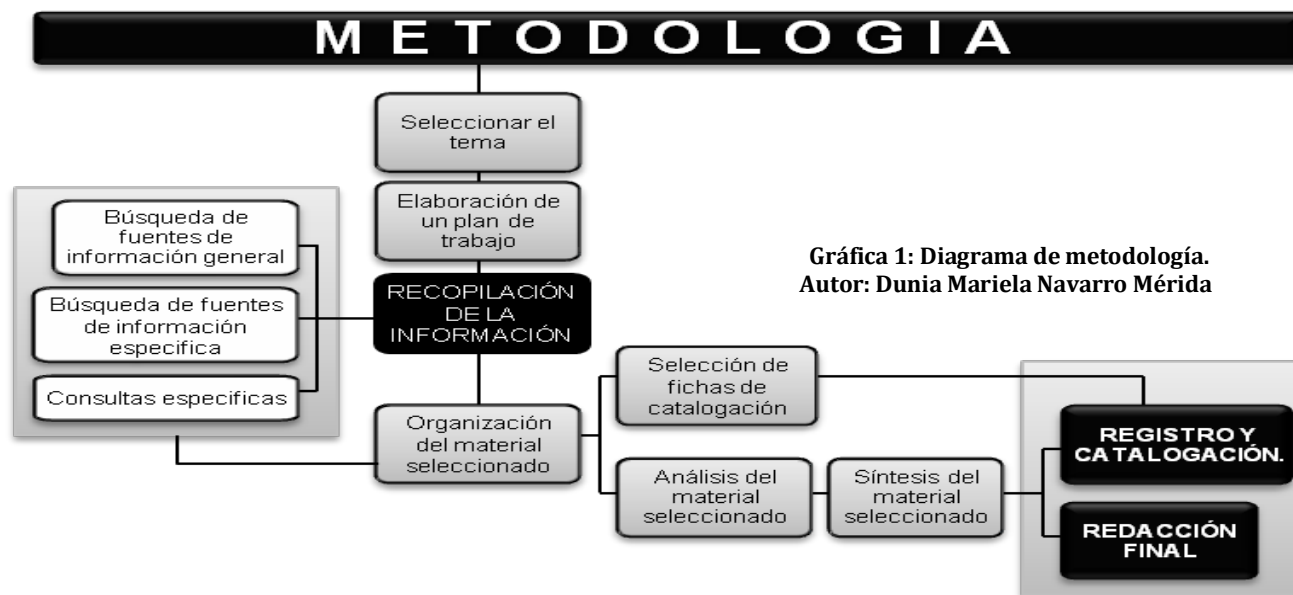 METODOLOGIA
Seleccionar el
tema
Elaboración de
un plan de
trabajo
Búsqueda de
fuentes de
información general
Búsqueda de fuentes
de información
especifica
Consultas especificas
RECOPILACIÓN
DE LA
INFORMACIÓN
Gráfica 1: Diagrama de metodología.
Autor: Dunia Mariela Navarro Mérida
Organización
del material
seleccionado
Selección de
fichas de
catalogación
Análisis del
material
seleccionado
Síntesis del
material
seleccionado
REGISTRO Y
CATALOGACIÓN.
REDACCIÓN
FINAL